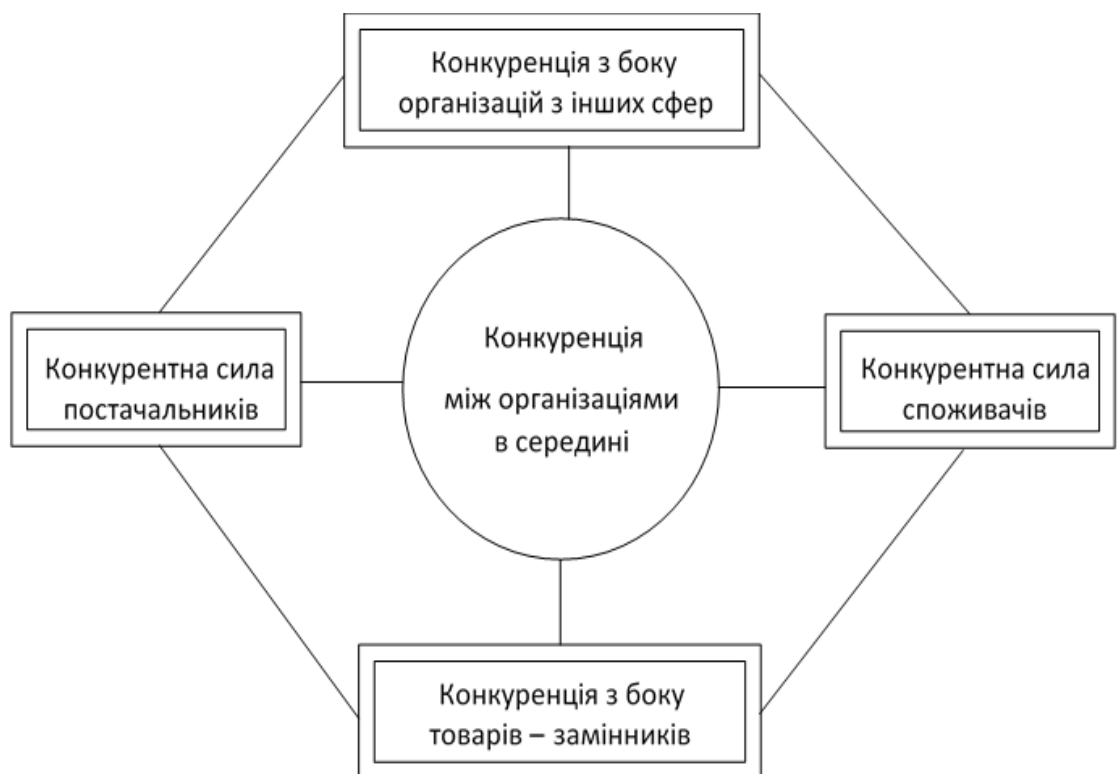 Конкуренція з боку
організацій з інших сфер
Конкурентна сила
постачальників
Конкуренція
між організаціями
в середині
Конкурентна сила
споживачів
Конкуренція з боку
товарів – замінників